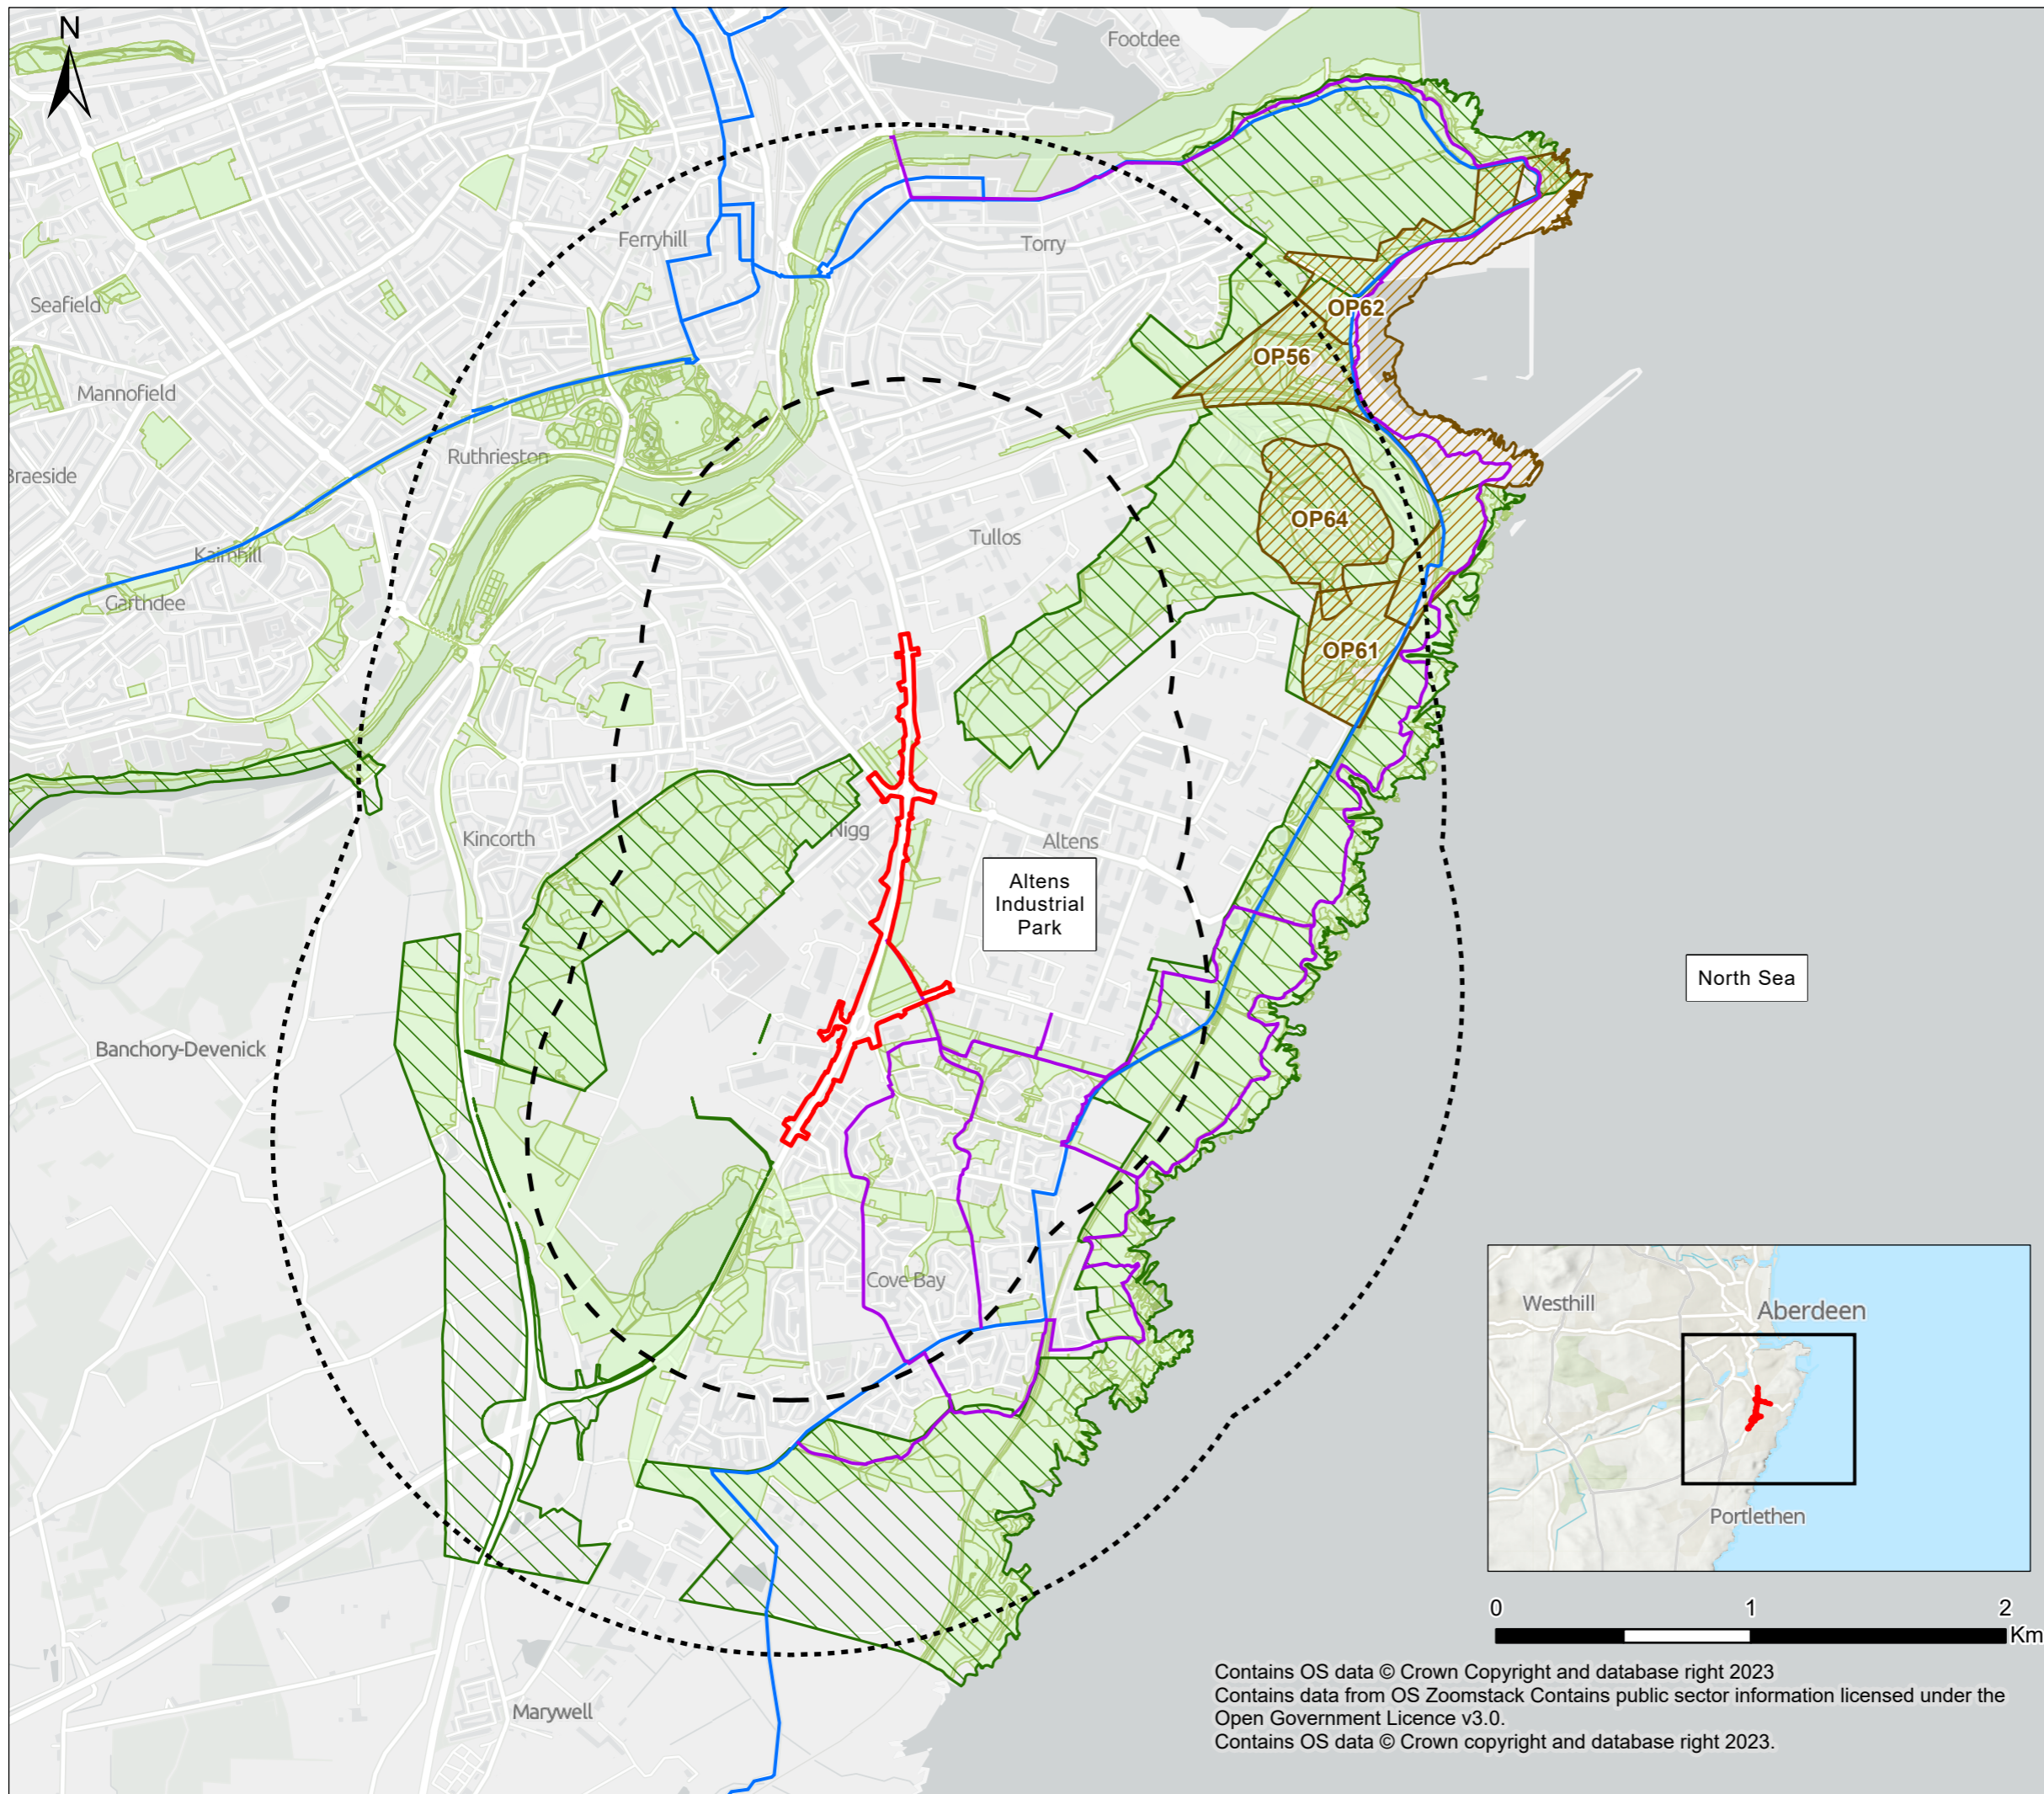 N
Footdee
Ferryhill
Torry
Seafield
OP62
OP56
Mannofield
Ruthrieston
Braeside
OP64
Tullos
Kaimhill
Garthdee
OP61
Nigg
Kincorth
Altens
Altens
Industrial
Park
North Sea
Banchory-Devenick
Cove Bay
Westhill
Aberdeen
Portlethen
0 1 2
Km
Contains OS data © Crown Copyright and database right 2023
Contains data from OS Zoomstack Contains public sector information licensed under the
Open Government Licence v3.0.
Contains OS data © Crown copyright and database right 2023.
Marywell